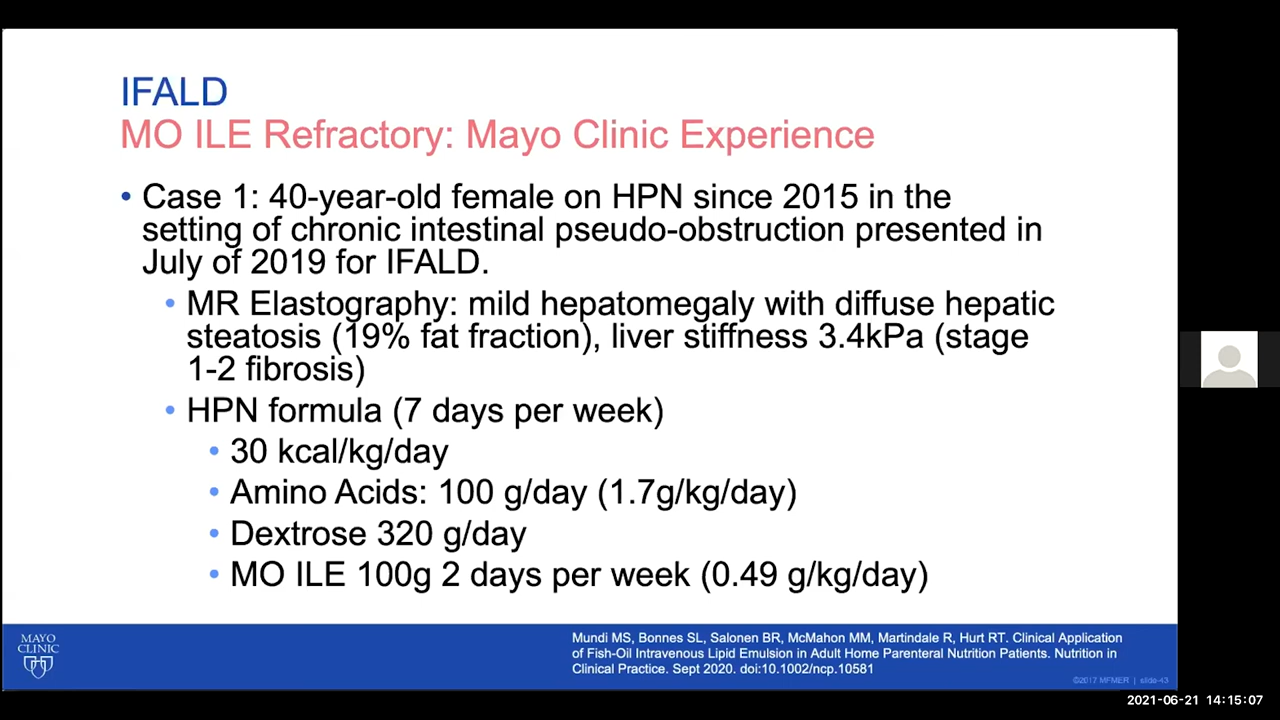 IFALD
MO ILE Refractory: Mayo Clinic Experience
• Case 1: 40-year-old female on HPN since 2015 in the
setting of chronic intestinal pseudo-obstruction presented in
July of 2019 for IFALD.
• MR Elastography: mild hepatomegaly with diffuse hepatic
steatosis (19% fat fraction), liver stiffness 3.4kPa (stage
1-2 fibrosis)
• HPN formula (7 days per week)
• 30 kcal/kg/day
• Amino Acids: 100 g/day (1.7g/kg/day)
• Dextrose 320 g/day
• MO ILE 100g 2 days per week (0.49 g/kg/day)
MAYO
CLINIC
Mundi MS, Bonnes SL, Salonen BR, McMahon MM, Martindale R, Hurt RT. Clinical Application
of Fish-Oil Intravenous Lipid Emulsion in Adult Home Parenteral Nutrition Patients. Nutrition in
Clinical Practice. Sept 2020. doi:10.1002/ncp.10581
©2017 MFMER | slide-43
2021-06-21 14:15:07